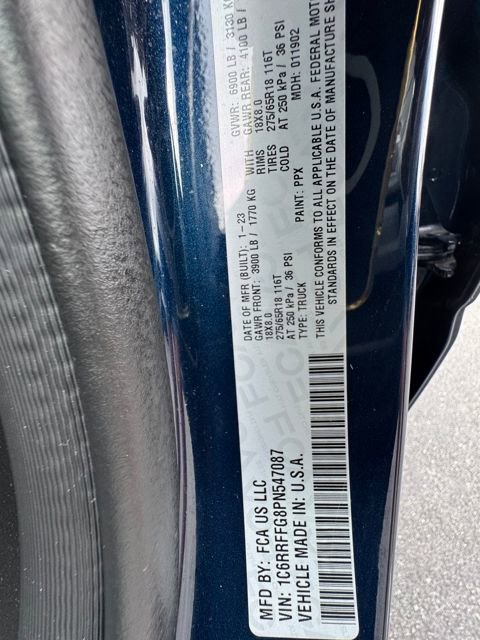 MFD BY: FCA US LLC
VIN: 1C6RRFFG8PN547087
VEHICLE MADE IN: U.S.A.
DATE OF MFR (BUILT): 1-23 GVWR: 6900 LB / 3130 KG
GAWR FRONT: 3900 LB / 1770 KG WITH GAWR REAR: 4100 LB /
18X8.0 RIMS 18X8.0
275/65R18 116T TIRES 275/65R18 116T
AT 250 kPa / 36 PSI COLD AT 250 kPa / 36 PSI
TYPE: TRUCK PAINT: PPX MDH: 011902
THIS VEHICLE CONFORMS TO ALL APPLICABLE U.S.A. FEDERAL MOT
STANDARDS IN EFFECT ON THE DATE OF MANUFACTURE SH